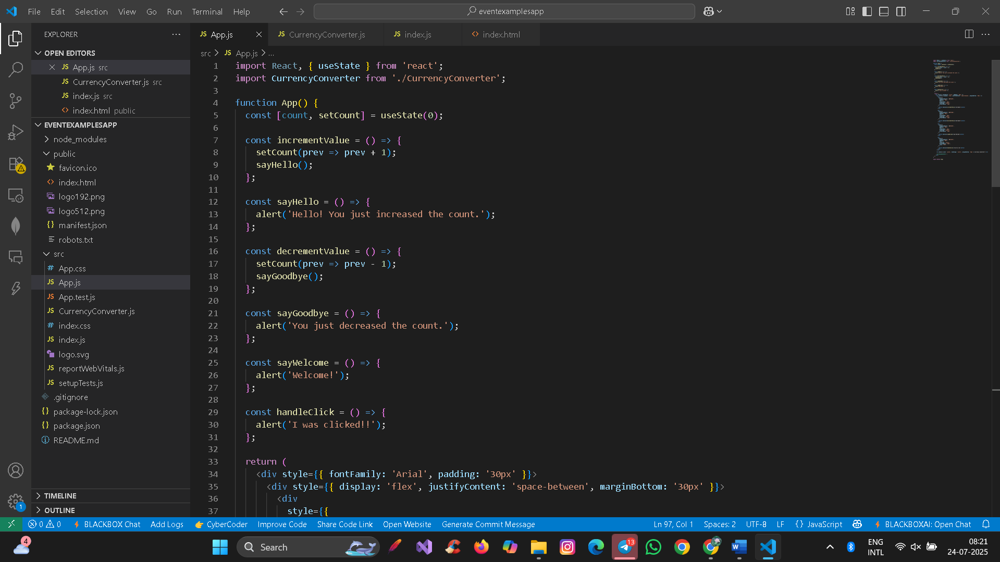 File Edit Selection View Go Run Terminal Help
eventexamplesapp
EXPLORER
OPEN EDITORS
App.js src
CurrencyConverter.js src
index.js src
index.html public
EVENTEXAMPLESAPP
node_modules
public
favicon.ico
index.html
logo192.png
logo512.png
manifest.json
robots.txt
src
App.css
App.js
App.test.js
CurrencyConverter.js
index.css
index.js
logo.svg
reportWebVitals.js
setupTests.js
.gitignore
package-lock.json
package.json
README.md
TIMELINE
OUTLINE
App.js CurrencyConverter.js index.js index.html
src > App.js > ...
1 import React, { useState } from 'react';
2 import CurrencyConverter from './CurrencyConverter';
3
4 function App() {
5 const [count, setCount] = useState(0);
6
7 const incrementValue = () => {
8 setCount(prev => prev + 1);
9 sayHello();
10 };
11
12 const sayHello = () => {
13 alert('Hello! You just increased the count.');
14 };
15
16 const decrementValue = () => {
17 setCount(prev => prev - 1);
18 sayGoodbye();
19 };
20
21 const sayGoodbye = () => {
22 alert('You just decreased the count.');
23 };
24
25 const sayWelcome = () => {
26 alert('Welcome!');
27 };
28
29 const handleClick = () => {
30 alert('I was clicked!!');
31 };
32
33 return (
34 <div style={{ fontFamily: 'Arial', padding: '30px' }}>
35 <div style={{ display: 'flex', justifyContent: 'space-between', marginBottom: '30px' }}>
36 <div
37 style={{
1
0 0 BLACKBOX Chat Add Logs CyberCoder Improve Code Share Code Link Open Website Generate Commit Message Ln 97, Col 1 Spaces: 2 UTF-8 LF {} JavaScript BLACKBOXAI: Open Chat
4 Search 13 ENG INTL 08:21
24-07-2025